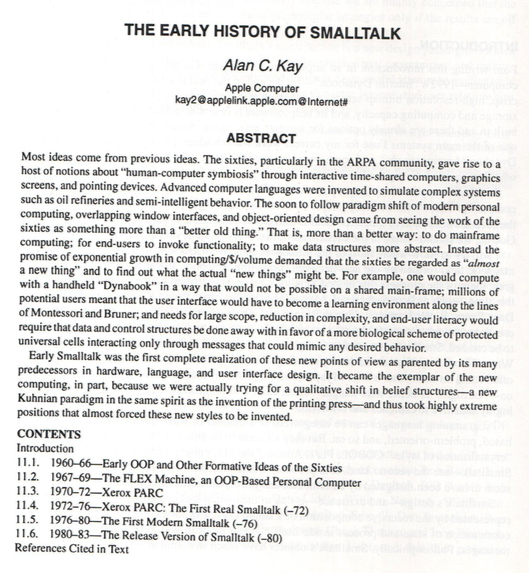 THE EARLY HISTORY OF SMALLTALK
Alan C. Kay
Apple Computer
kay2@applelink.apple.com@Internet#
ABSTRACT
Most ideas come from previous ideas. The sixties, particularly in the ARPA community, gave rise to a
host of notions about "human-computer symbiosis" through interactive time-shared computers, graphics
screens, and pointing devices. Advanced computer languages were invented to simulate complex systems
such as oil refineries and semi-intelligent behavior. The soon to follow paradigm shift of modern personal
computing, overlapping window interfaces, and object-oriented design came from seeing the work of the
sixties as something more than a "better old thing." That is, more than a better way: to do mainframe
computing; for end-users to invoke functionality; to make data structures more abstract. Instead the
promise of exponential growth in computing/$/volume demanded that the sixties be regarded as "almost
a new thing" and to find out what the actual "new things" might be. For example, one would compute
with a handheld "Dynabook" in a way that would not be possible on a shared main-frame; millions of
potential users meant that the user interface would have to become a learning environment along the lines
of Montessori and Bruner; and needs for large scope, reduction in complexity, and end-user literacy would
require that data and control structures be done away with in favor of a more biological scheme of protected
universal cells interacting only through messages that could mimic any desired behavior.
Early Smalltalk was the first complete realization of these new points of view as parented by its many
predecessors in hardware, language, and user interface design. It became the exemplar of the new
computing, in part, because we were actually trying for a qualitative shift in belief structures—a new
Kuhnian paradigm in the same spirit as the invention of the printing press—and thus took highly extreme
positions that almost forced these new styles to be invented.
CONTENTS
Introduction
11.1. 1960–66—Early OOP and Other Formative Ideas of the Sixties
11.2. 1967–69—The FLEX Machine, an OOP-Based Personal Computer
11.3. 1970–72—Xerox PARC
11.4. 1972–76—Xerox PARC: The First Real Smalltalk (–72)
11.5. 1976–80—The First Modern Smalltalk (–76)
11.6. 1980–83—The Release Version of Smalltalk (–80)
References Cited in Text